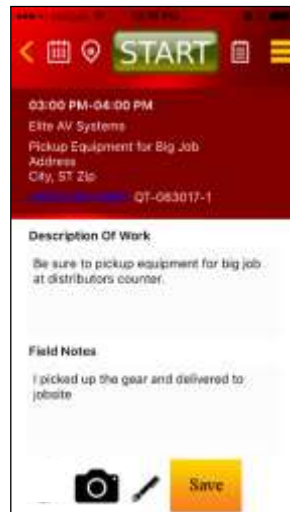 START
03:00 PM-04:00 PM
Elite AV Systems
Pickup Equipment for Big Job
Address
City, ST Zip
QT-063017-1
Description Of Work
Be sure to pickup equipment for big job
at distributors counter.
Field Notes
I picked up the gear and delivered to
jobsite
Save